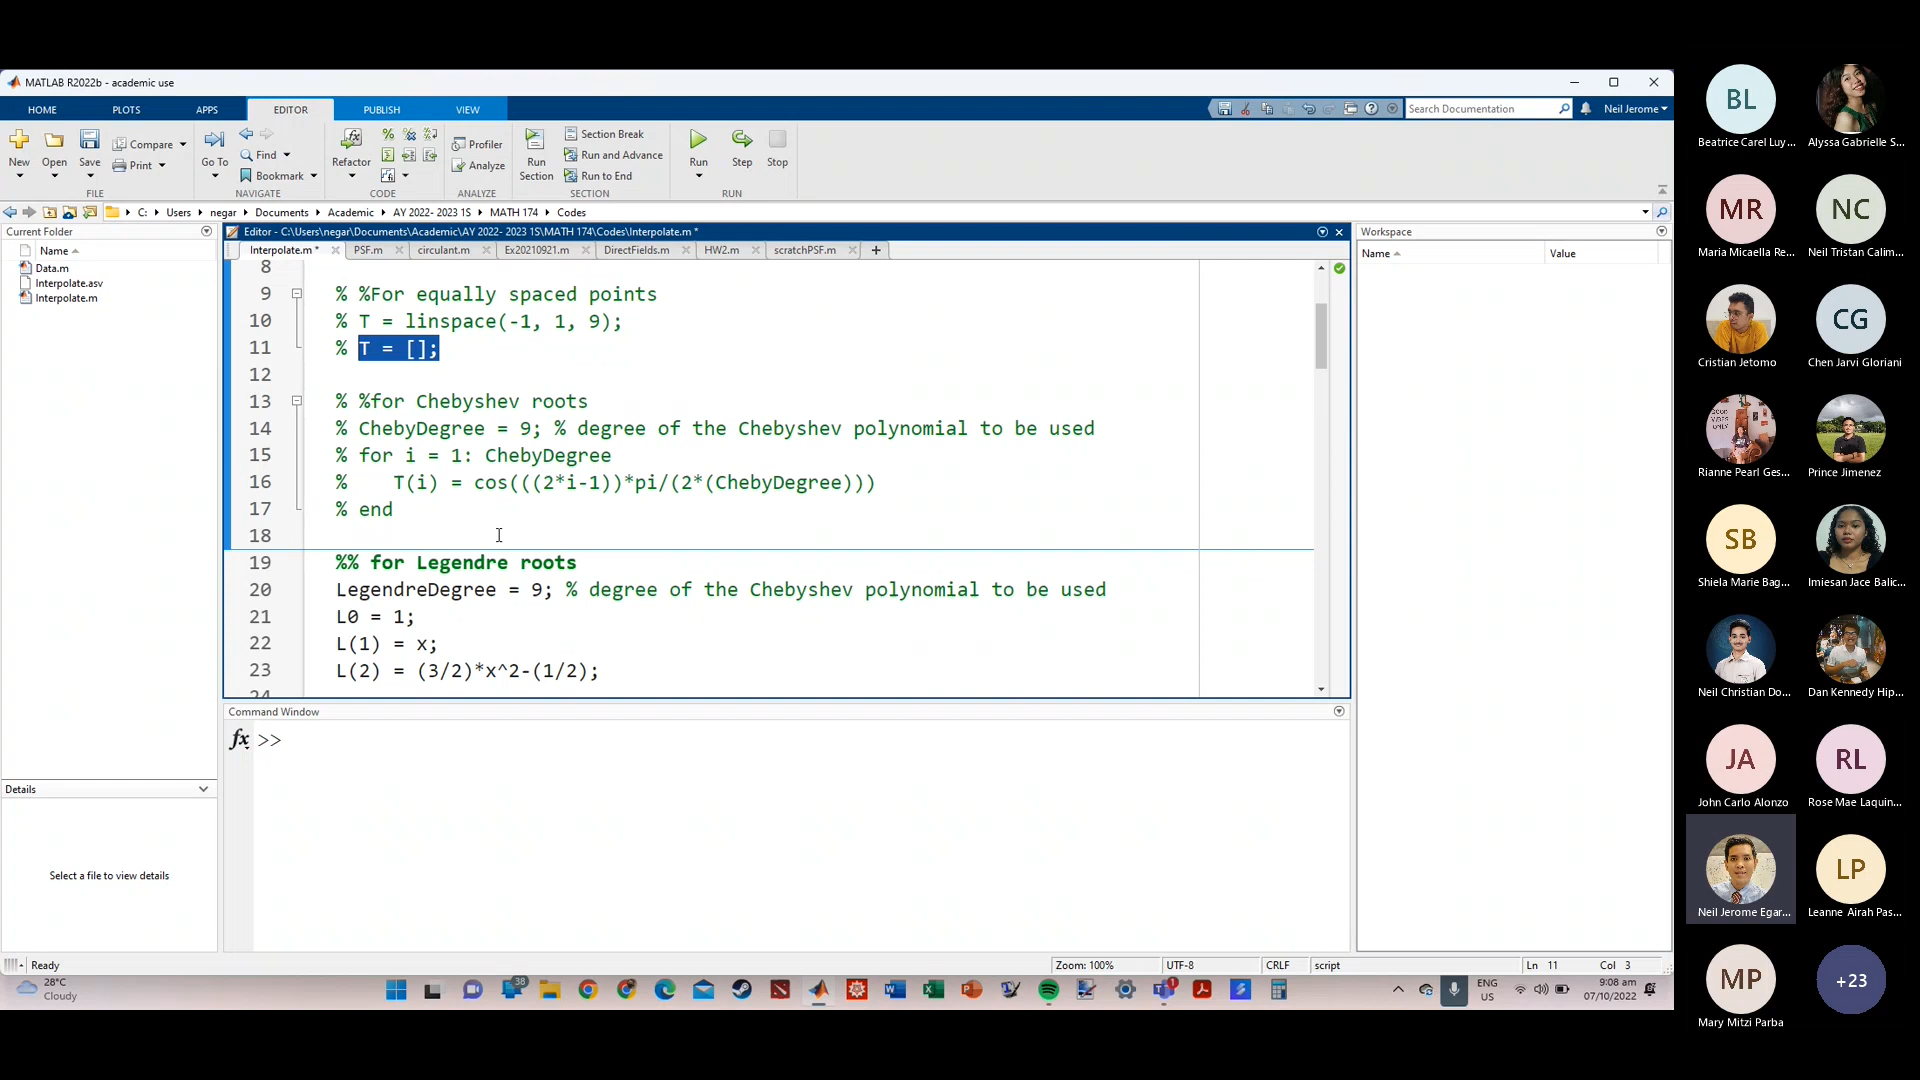 MATLAB R2022b - academic use
HOME PLOTS APPS EDITOR PUBLISH VIEW
Search Documentation
Neil Jerome
New Open Save Compare Print
FILE
Go To Find Bookmark
NAVIGATE
Refactor
CODE
Profiler
Analyze
ANALYZE
Run Section
Section Break
Run and Advance
Run to End
SECTION
Run Step Stop
RUN
C: Users negar Documents Academic AY 2022- 2023 1S MATH 174 Codes
Current Folder
Name
Data.m
Interpolate.asv
Interpolate.m
Details
Select a file to view details
Editor - C:\Users\negar\Documents\Academic\AY 2022- 2023 1S\MATH 174\Codes\Interpolate.m *
Interpolate.m * PSF.m circulant.m Ex20210921.m DirectFields.m HW2.m scratchPSF.m +
8
9 % %For equally spaced points
10 % T = linspace(-1, 1, 9);
11 % T = [];
12
13 % %for Chebyshev roots
14 % ChebyDegree = 9; % degree of the Chebyshev polynomial to be used
15 % for i = 1: ChebyDegree
16 %    T(i) = cos(((2*i-1))*pi/(2*(ChebyDegree)))
17 % end
18
19 %% for Legendre roots
20 LegendreDegree = 9; % degree of the Chebyshev polynomial to be used
21 L0 = 1;
22 L(1) = x;
23 L(2) = (3/2)*x^2-(1/2);
24
Command Window
fx >>
Workspace
Name Value
Ready
Zoom: 100% UTF-8 CRLF script Ln 11 Col 3
28°C
Cloudy
38
1
ENG
US
9:08 am
07/10/2022
BL
Beatrice Carel Luy...
Alyssa Gabrielle S...
MR
Maria Micaella Re...
NC
Neil Tristan Calim...
Cristian Jetomo
CG
Chen Jarvi Gloriani
Rianne Pearl Ges...
Prince Jimenez
SB
Shiela Marie Bag...
Imiesan Jace Balic...
Neil Christian Do...
Dan Kennedy Hip...
JA
John Carlo Alonzo
RL
Rose Mae Laquin...
Neil Jerome Egar...
LP
Leanne Airah Pas...
MP
Mary Mitzi Parba
+23